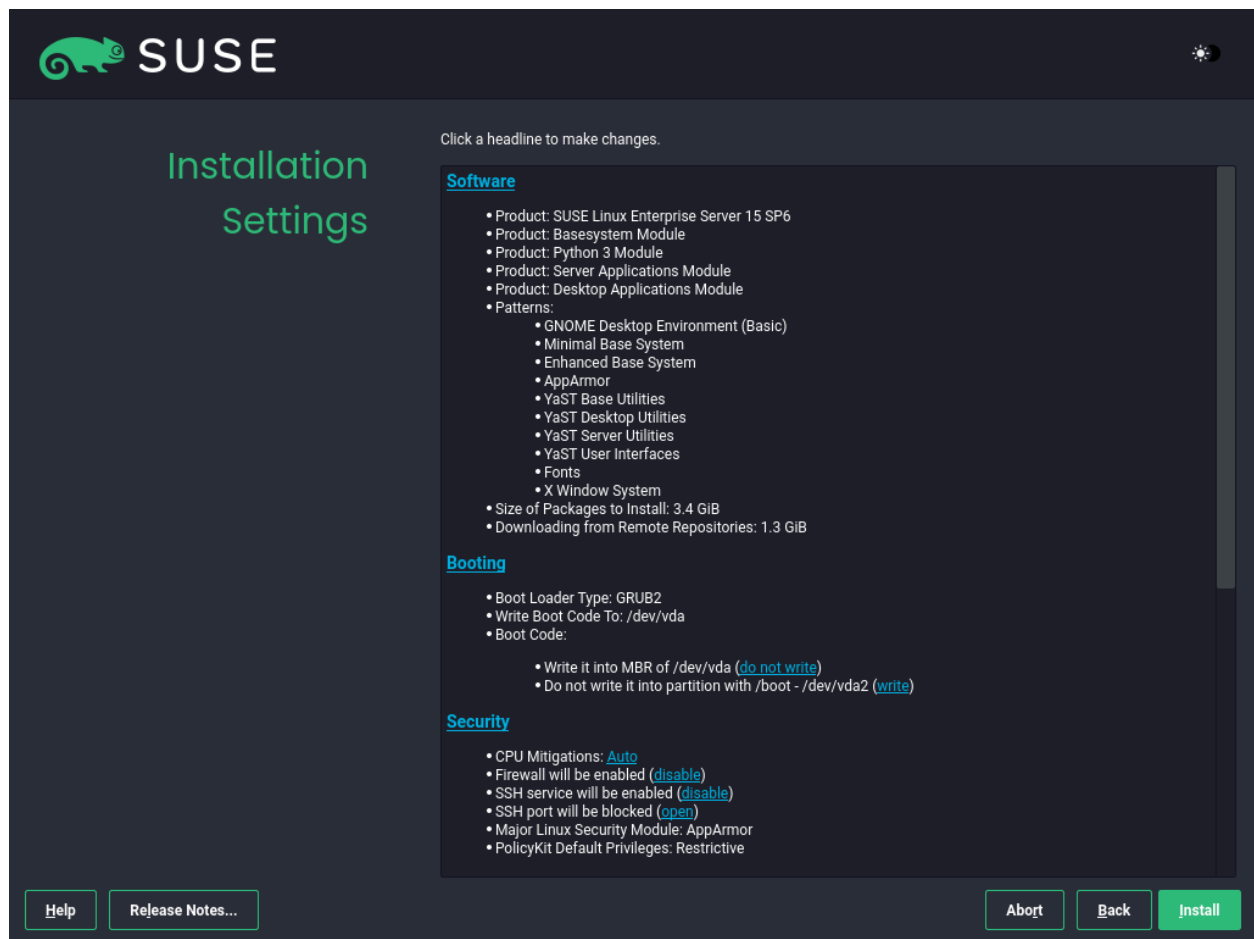 SUSE
Installation
Settings
Click a headline to make changes.
Software
• Product: SUSE Linux Enterprise Server 15 SP6
• Product: Basesystem Module
• Product: Python 3 Module
• Product: Server Applications Module
• Product: Desktop Applications Module
• Patterns:
• GNOME Desktop Environment (Basic)
• Minimal Base System
• Enhanced Base System
• AppArmor
• YaST Base Utilities
• YaST Desktop Utilities
• YaST Server Utilities
• YaST User Interfaces
• Fonts
• X Window System
• Size of Packages to Install: 3.4 GiB
• Downloading from Remote Repositories: 1.3 GiB
Booting
• Boot Loader Type: GRUB2
• Write Boot Code To: /dev/vda
• Boot Code:
• Write it into MBR of /dev/vda (do not write)
• Do not write it into partition with /boot - /dev/vda2 (write)
Security
• CPU Mitigations: Auto
• Firewall will be enabled (disable)
• SSH service will be enabled (disable)
• SSH port will be blocked (open)
• Major Linux Security Module: AppArmor
• PolicyKit Default Privileges: Restrictive
Help
Release Notes...
Abort
Back
Install